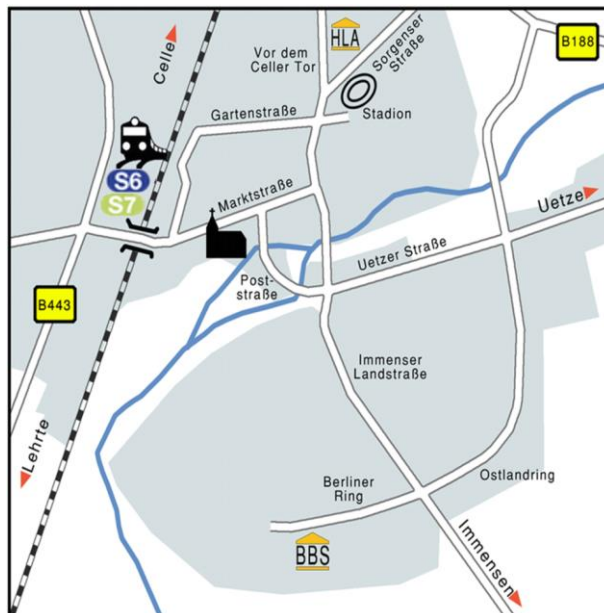 HLA
B188
Celle
Vor dem
Celler Tor
Sorgenser
Straße
Gartenstraße
Stadion
S6
S7
Marktstraße
Uetze
Uetzer Straße
Post-
straße
B443
Immenser
Landstraße
Lehrte
Berliner
Ring
Ostlandring
BBS
Immensen